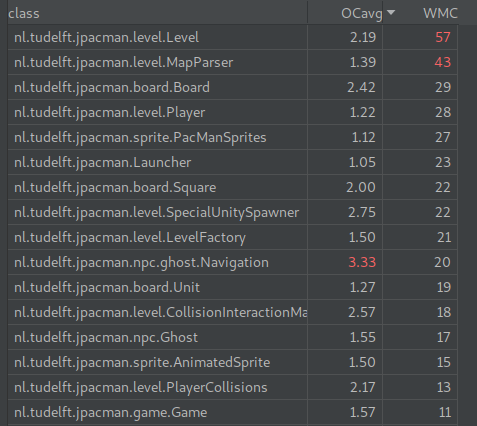 class OCavg WMC
nl.tudelft.jpacman.level.Level 2.19 57
nl.tudelft.jpacman.level.MapParser 1.39 43
nl.tudelft.jpacman.board.Board 2.42 29
nl.tudelft.jpacman.level.Player 1.22 28
nl.tudelft.jpacman.sprite.PacManSprites 1.12 27
nl.tudelft.jpacman.Launcher 1.05 23
nl.tudelft.jpacman.board.Square 2.00 22
nl.tudelft.jpacman.level.SpecialUnitySpawner 2.75 22
nl.tudelft.jpacman.level.LevelFactory 1.50 21
nl.tudelft.jpacman.npc.ghost.Navigation 3.33 20
nl.tudelft.jpacman.board.Unit 1.27 19
nl.tudelft.jpacman.level.CollisionInteractionMa 2.57 18
nl.tudelft.jpacman.npc.Ghost 1.55 17
nl.tudelft.jpacman.sprite.AnimatedSprite 1.50 15
nl.tudelft.jpacman.level.PlayerCollisions 2.17 13
nl.tudelft.jpacman.game.Game 1.57 11